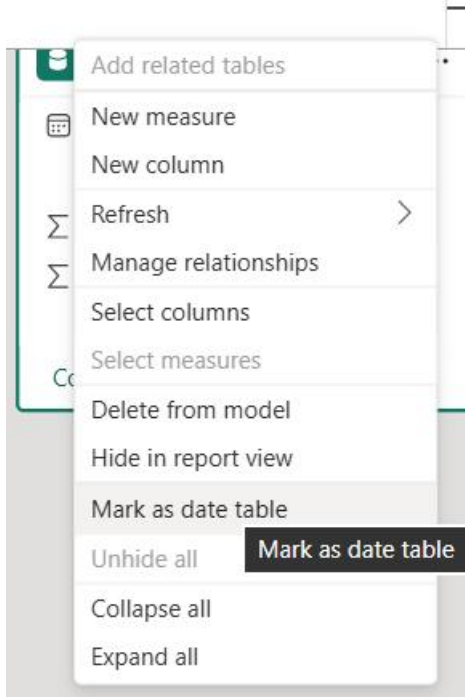 Add related tables
New measure
New column
Refresh
Manage relationships
Select columns
Select measures
Delete from model
Hide in report view
Mark as date table
Unhide all
Mark as date table
Collapse all
Expand all